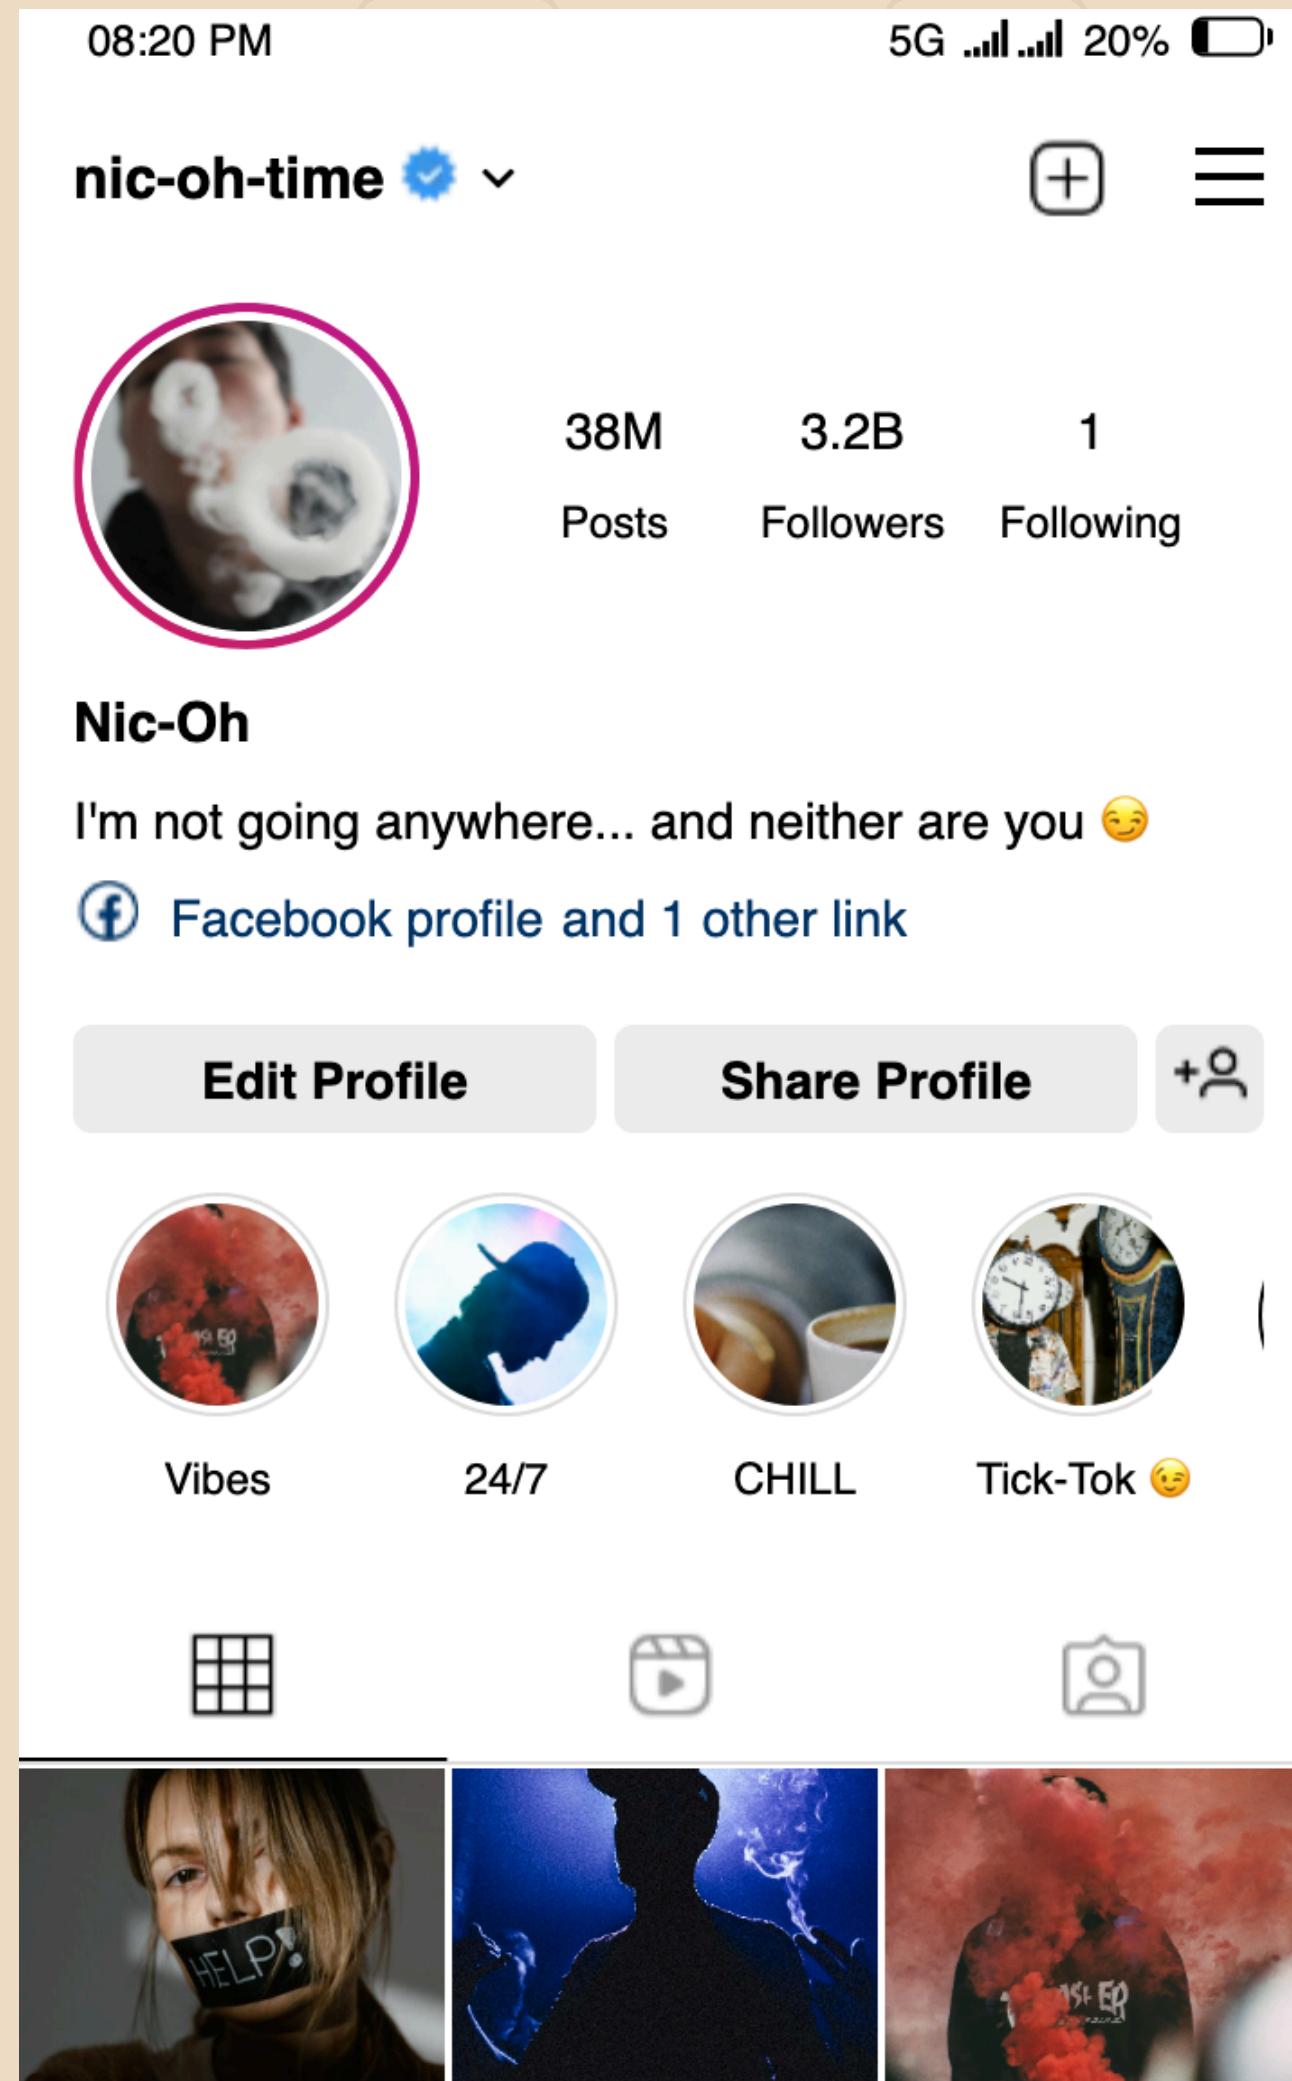 08:20 PM 5G 20%
nic-oh-time
38M 3.2B 1
Posts Followers Following
Nic-Oh
I'm not going anywhere... and neither are you 😏
Facebook profile and 1 other link
Edit Profile Share Profile
Vibes 24/7 CHILL Tick-Tok 😉
HELP!